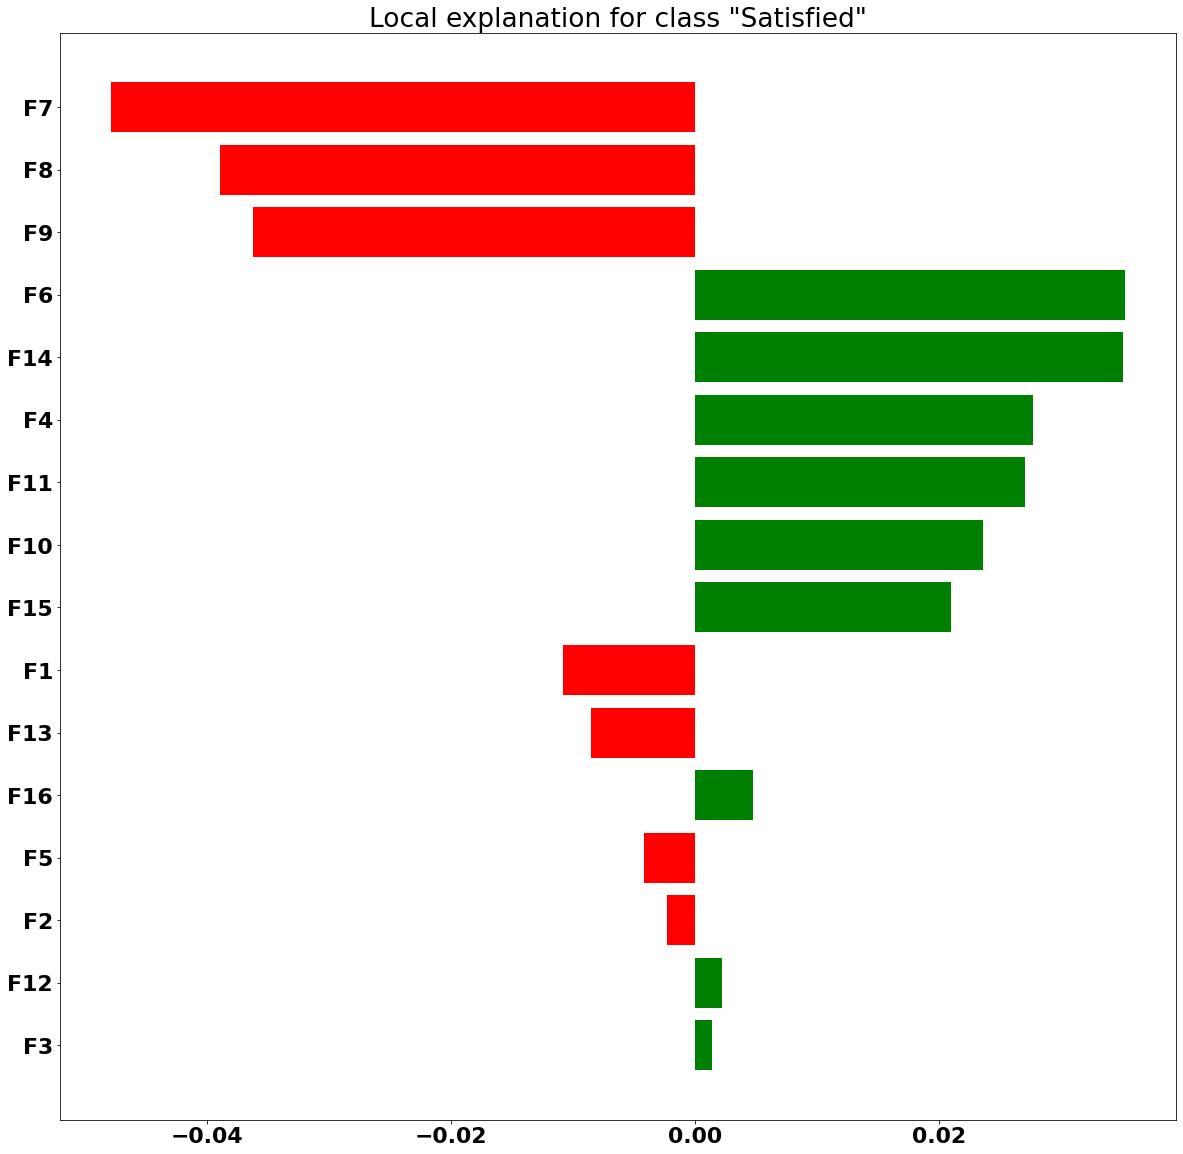 Local explanation for class "Satisfied"
F7
F8
F9
F6
F14
F4
F11
F10
F15
F1
F13
F16
F5
F2
F12
F3
−0.04 −0.02 0.00 0.02